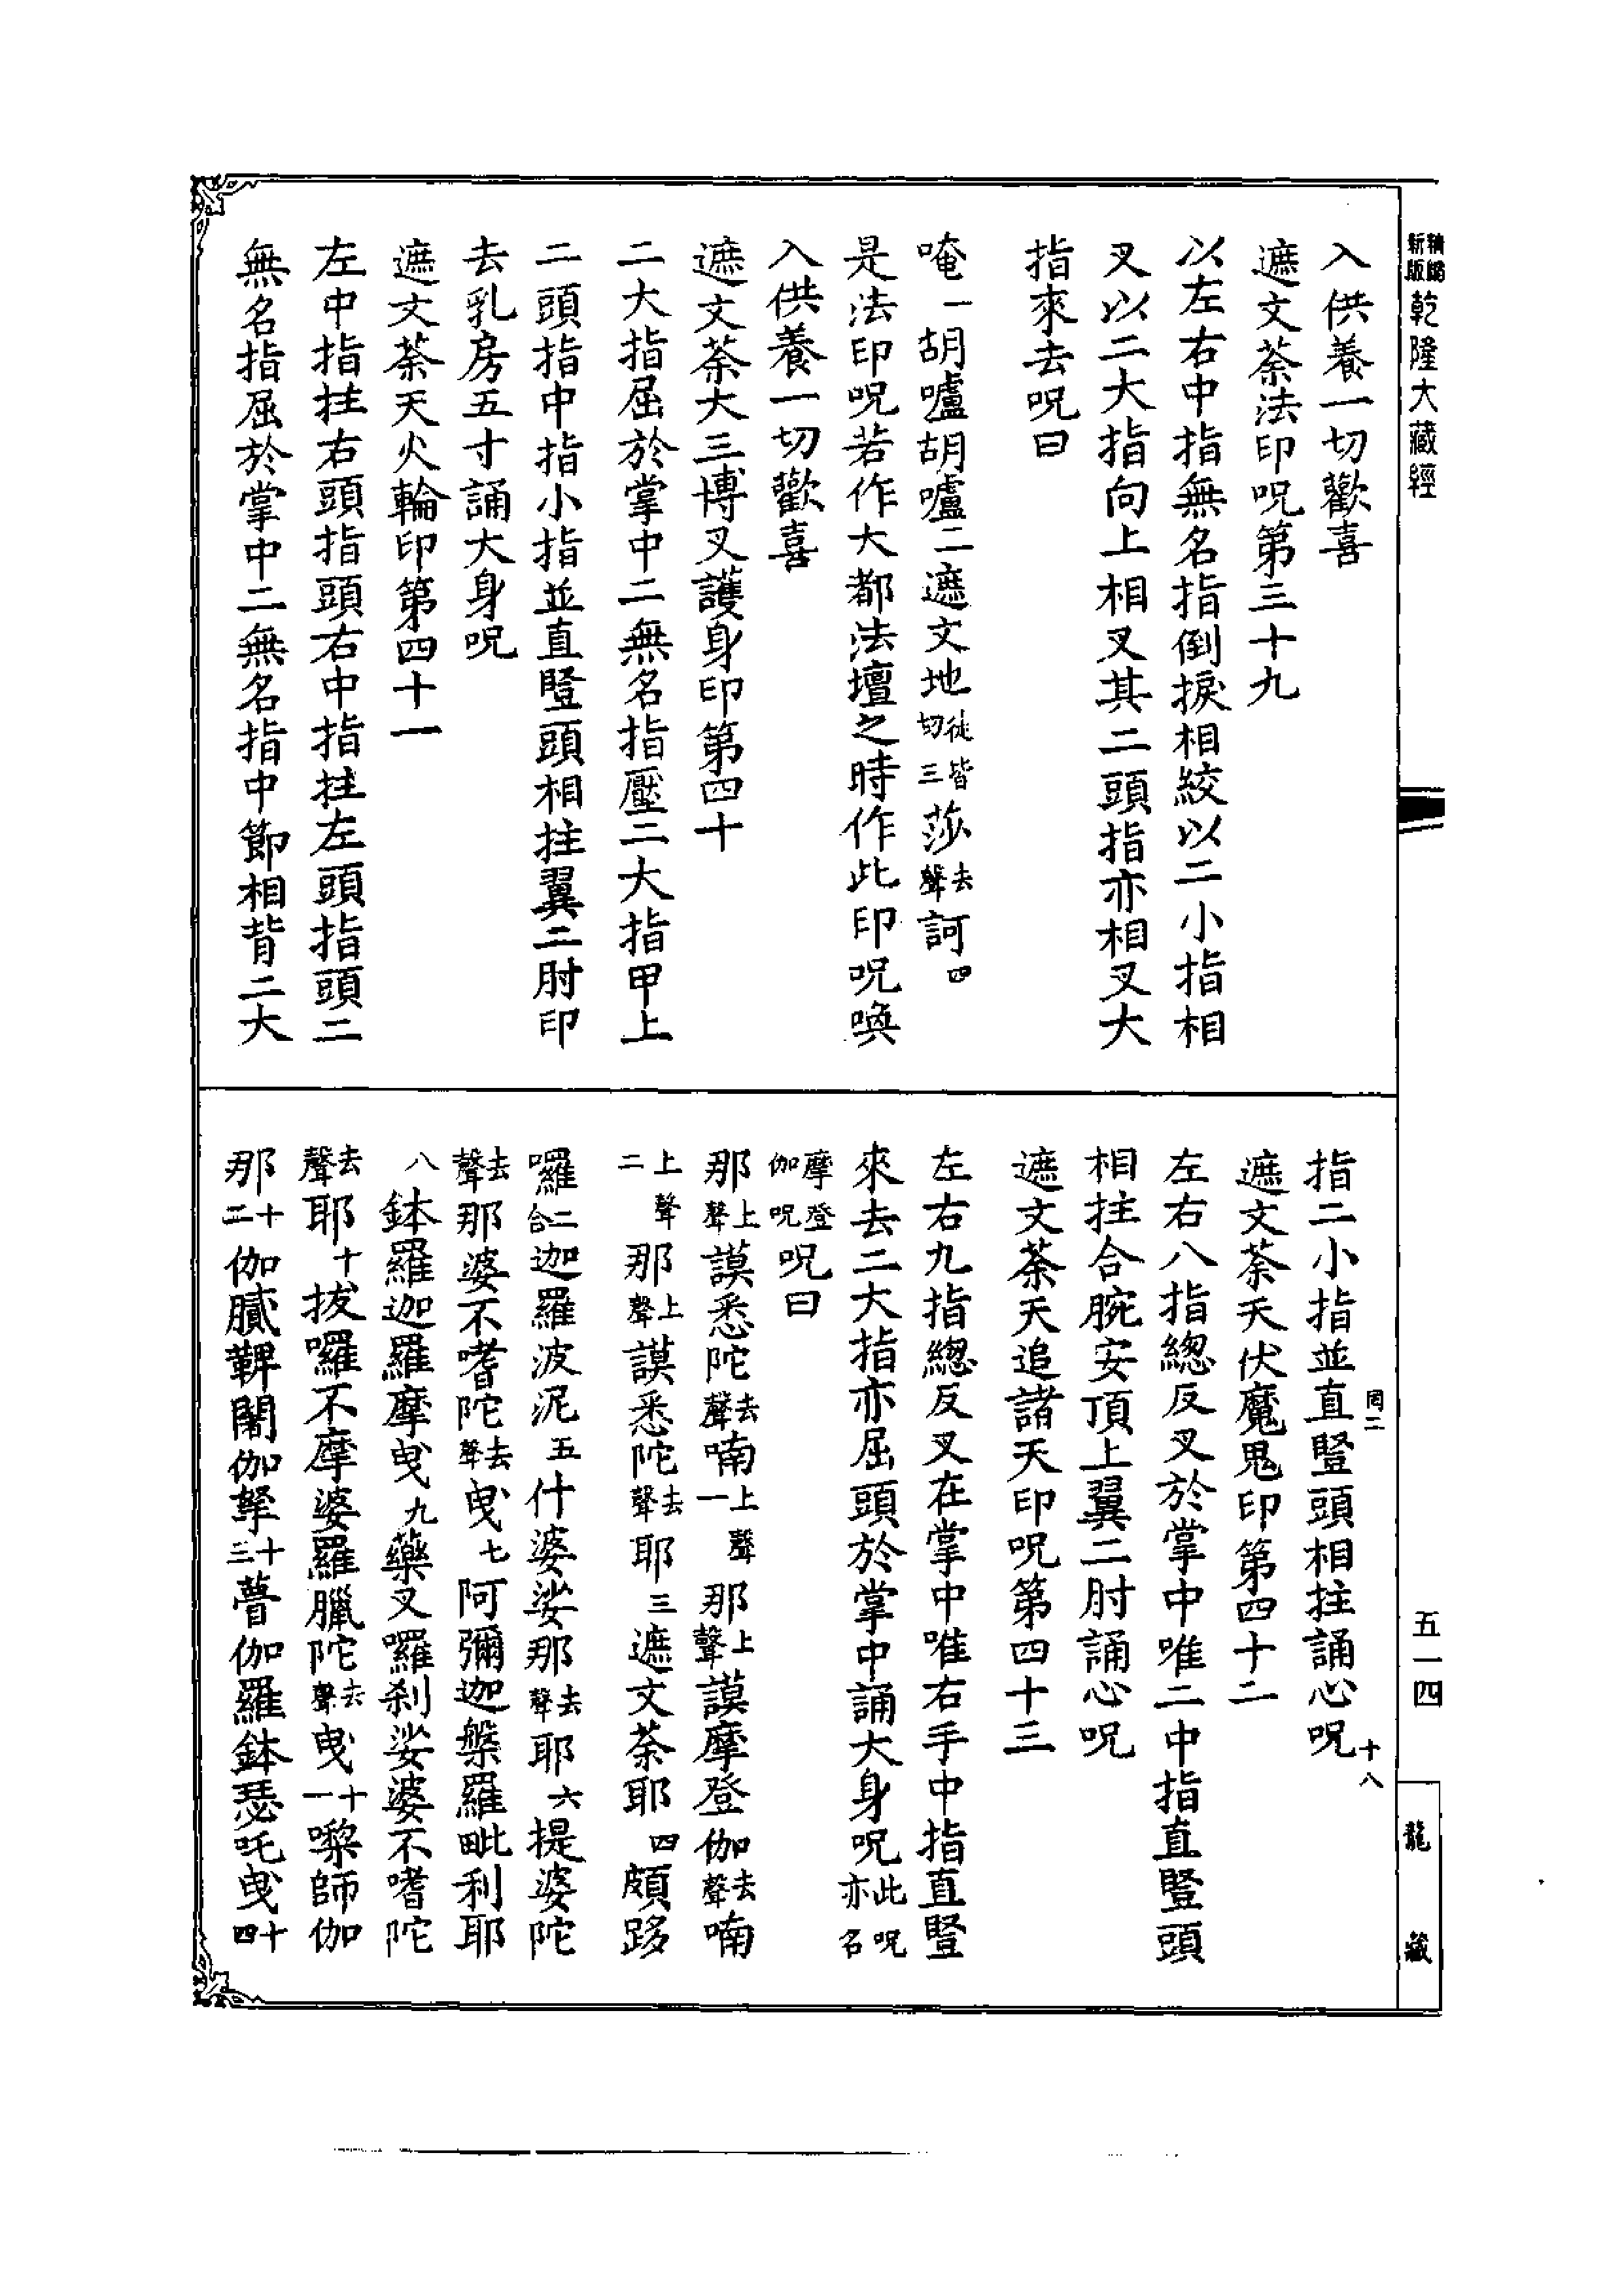 新版 精縮 乾隆大藏經
入供養一切歡喜
遮文荼法印呪第三十九
以左右中指無名指倒捩相絞以二小指相
叉以二大指向上相叉其二頭指亦相叉大
指來去呪曰
唵一胡嚧胡嚧二遮文地徒皆切三莎去聲訶四
是法印呪若作大都法壇之時作此印呪喚
入供養一切歡喜
遮文荼大三博叉護身印第四十
二大指屈於掌中二無名指壓二大指甲上
二頭指中指小指並直豎頭相拄翼二肘印
去乳房五寸誦大身呪
遮文荼天火輪印第四十一
左中指拄右頭指頭右中指拄左頭指頭二
無名指屈於掌中二無名指中節相背二大
指二小指並直豎頭相拄誦心呪
遮文荼天伏魔鬼印第四十二
左右八指緫反叉於掌中唯二中指直豎頭
相拄合腕安頂上翼二肘誦心呪
遮文荼天追諸天印呪第四十三
左右九指緫反叉在掌中唯右手中指直豎
來去二大指亦屈頭於掌中誦大身呪此呪亦名
摩登伽呪呪曰
那上聲謨悉陀去聲喃上聲一那上聲謨摩登伽去聲喃
上聲二那上聲謨悉陀去聲耶三遮文荼耶四頗路
囉二合迦羅波泥五什婆娑那去聲耶六提婆陀
去聲那婆不嗜陀去聲曳七阿彌迦槃羅毗利耶
八鉢羅迦羅摩曳九藥叉囉剎娑婆不嗜陀
去聲耶十拔囉不摩婆羅臘陀去聲曳十一㗚師伽
那十二伽膩鞞闍伽拏十三瞢伽羅鉢瑟吒曳十四
罔二
十八
五一四
龍藏